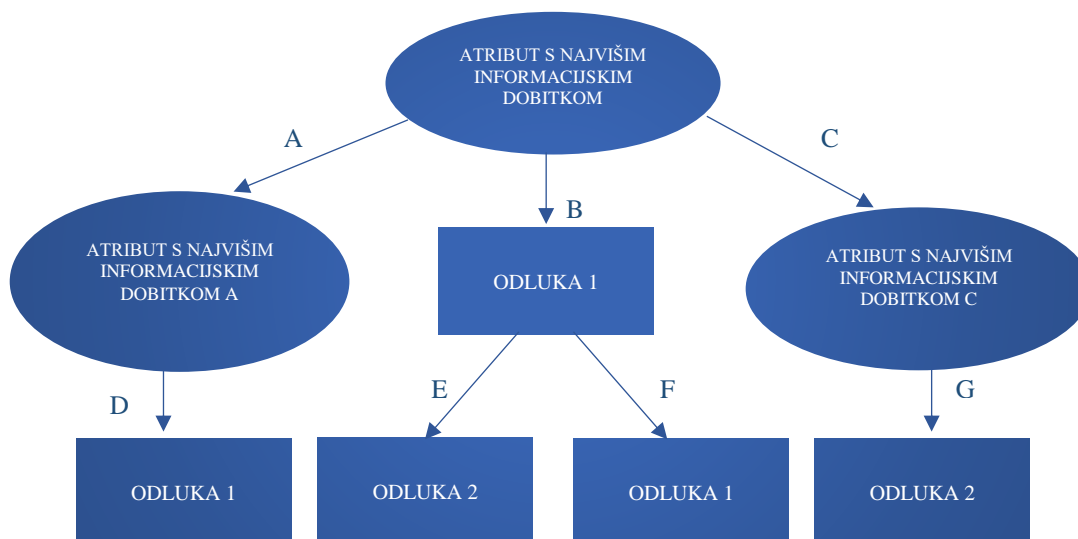 ATRIBUT S NAJVIŠIM
INFORMACIJSKIM
DOBITKOM
A
C
B
ATRIBUT S NAJVIŠIM
INFORMACIJSKIM
DOBITKOM A
ODLUKA 1
ATRIBUT S NAJVIŠIM
INFORMACIJSKIM
DOBITKOM C
D
E
F
G
ODLUKA 1
ODLUKA 2
ODLUKA 1
ODLUKA 2